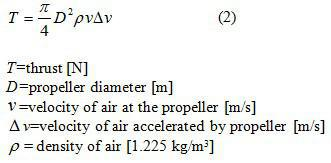 T = π/4 D²ρvΔv (2)
T=thrust [N]
D=propeller diameter [m]
v=velocity of air at the propeller [m/s]
Δv=velocity of air accelerated by propeller [m/s]
ρ = density of air [1.225 kg/m³]